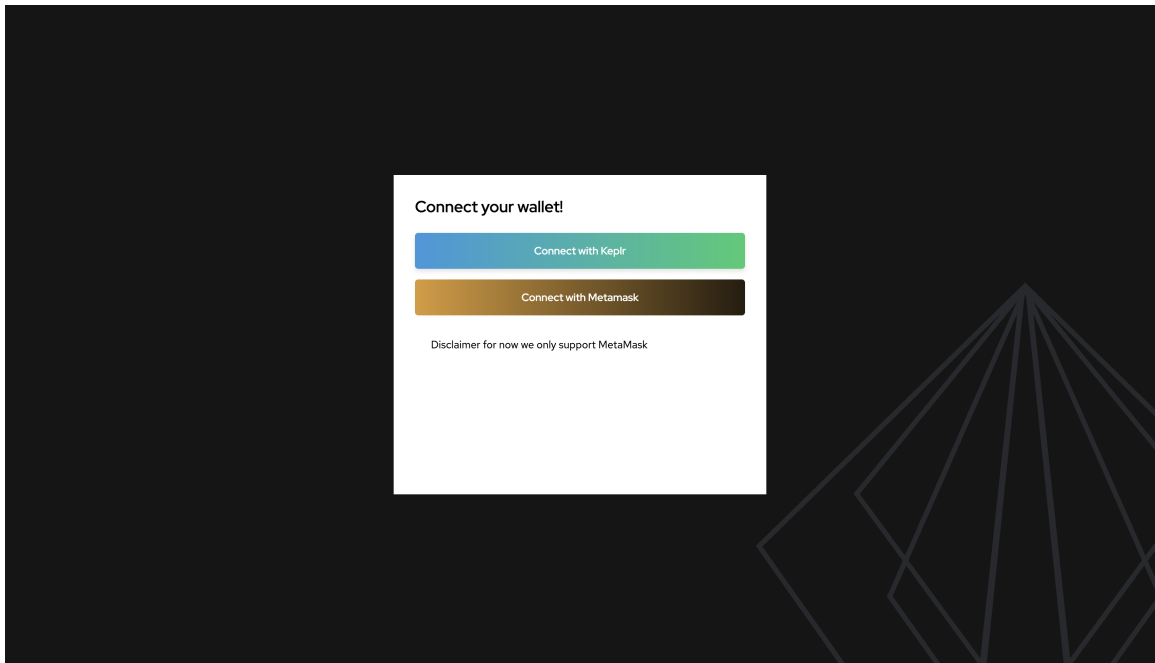 Connect your wallet!
Connect with Keplr
Connect with Metamask
Disclaimer for now we only support MetaMask